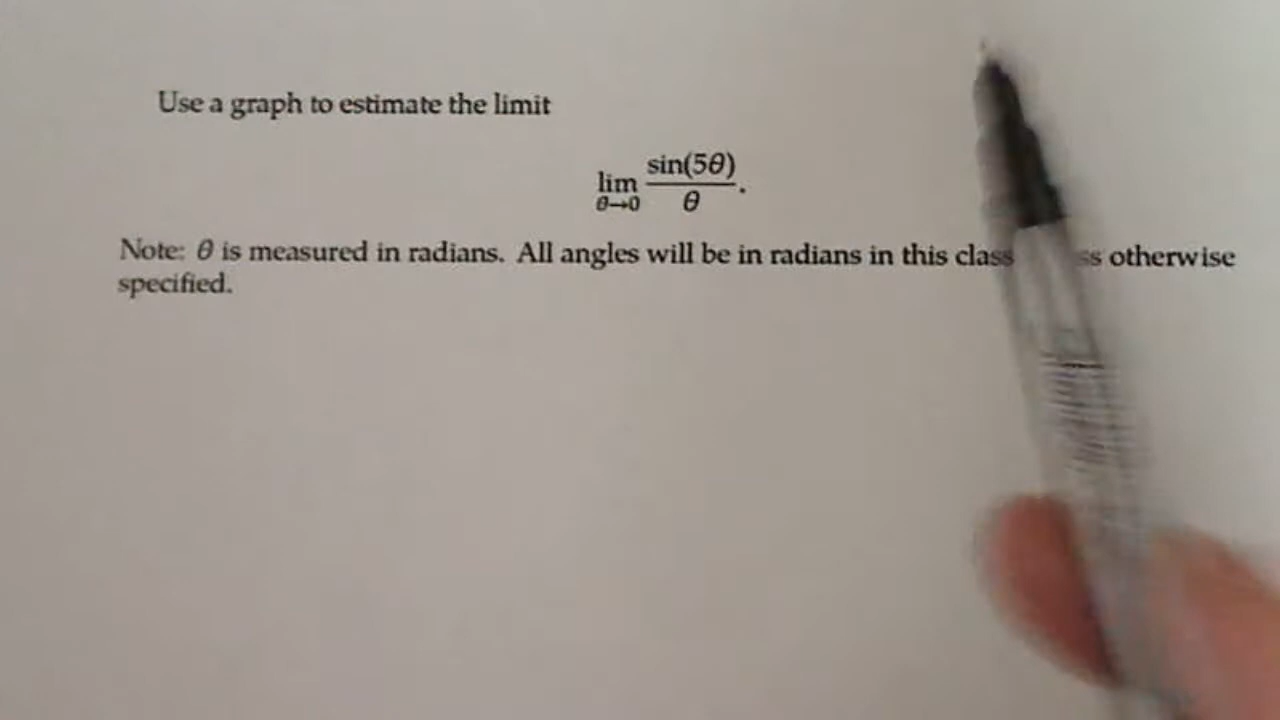 Use a graph to estimate the limit
lim θ→0 sin(5θ)/θ.
Note: θ is measured in radians. All angles will be in radians in this class ss otherwise
specified.